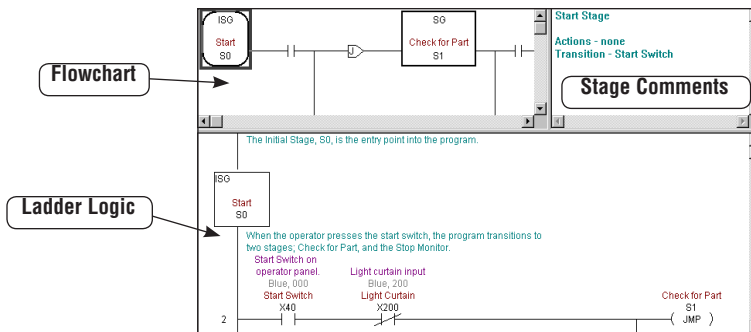 ISG
Start
S0
J
SG
Check for Part
S1
Start Stage
Actions - none
Transition - Start Switch
Flowchart
Stage Comments
The Initial Stage, S0, is the entry point into the program.
ISG
Start
S0
Ladder Logic
When the operator presses the start switch, the program transitions to
two stages; Check for Part, and the Stop Monitor.
Start Switch on
operator panel.
Blue, 000
Start Switch
X40
Light curtain input
Blue, 200
Light Curtain
X200
Check for Part
S1
2
( JMP )